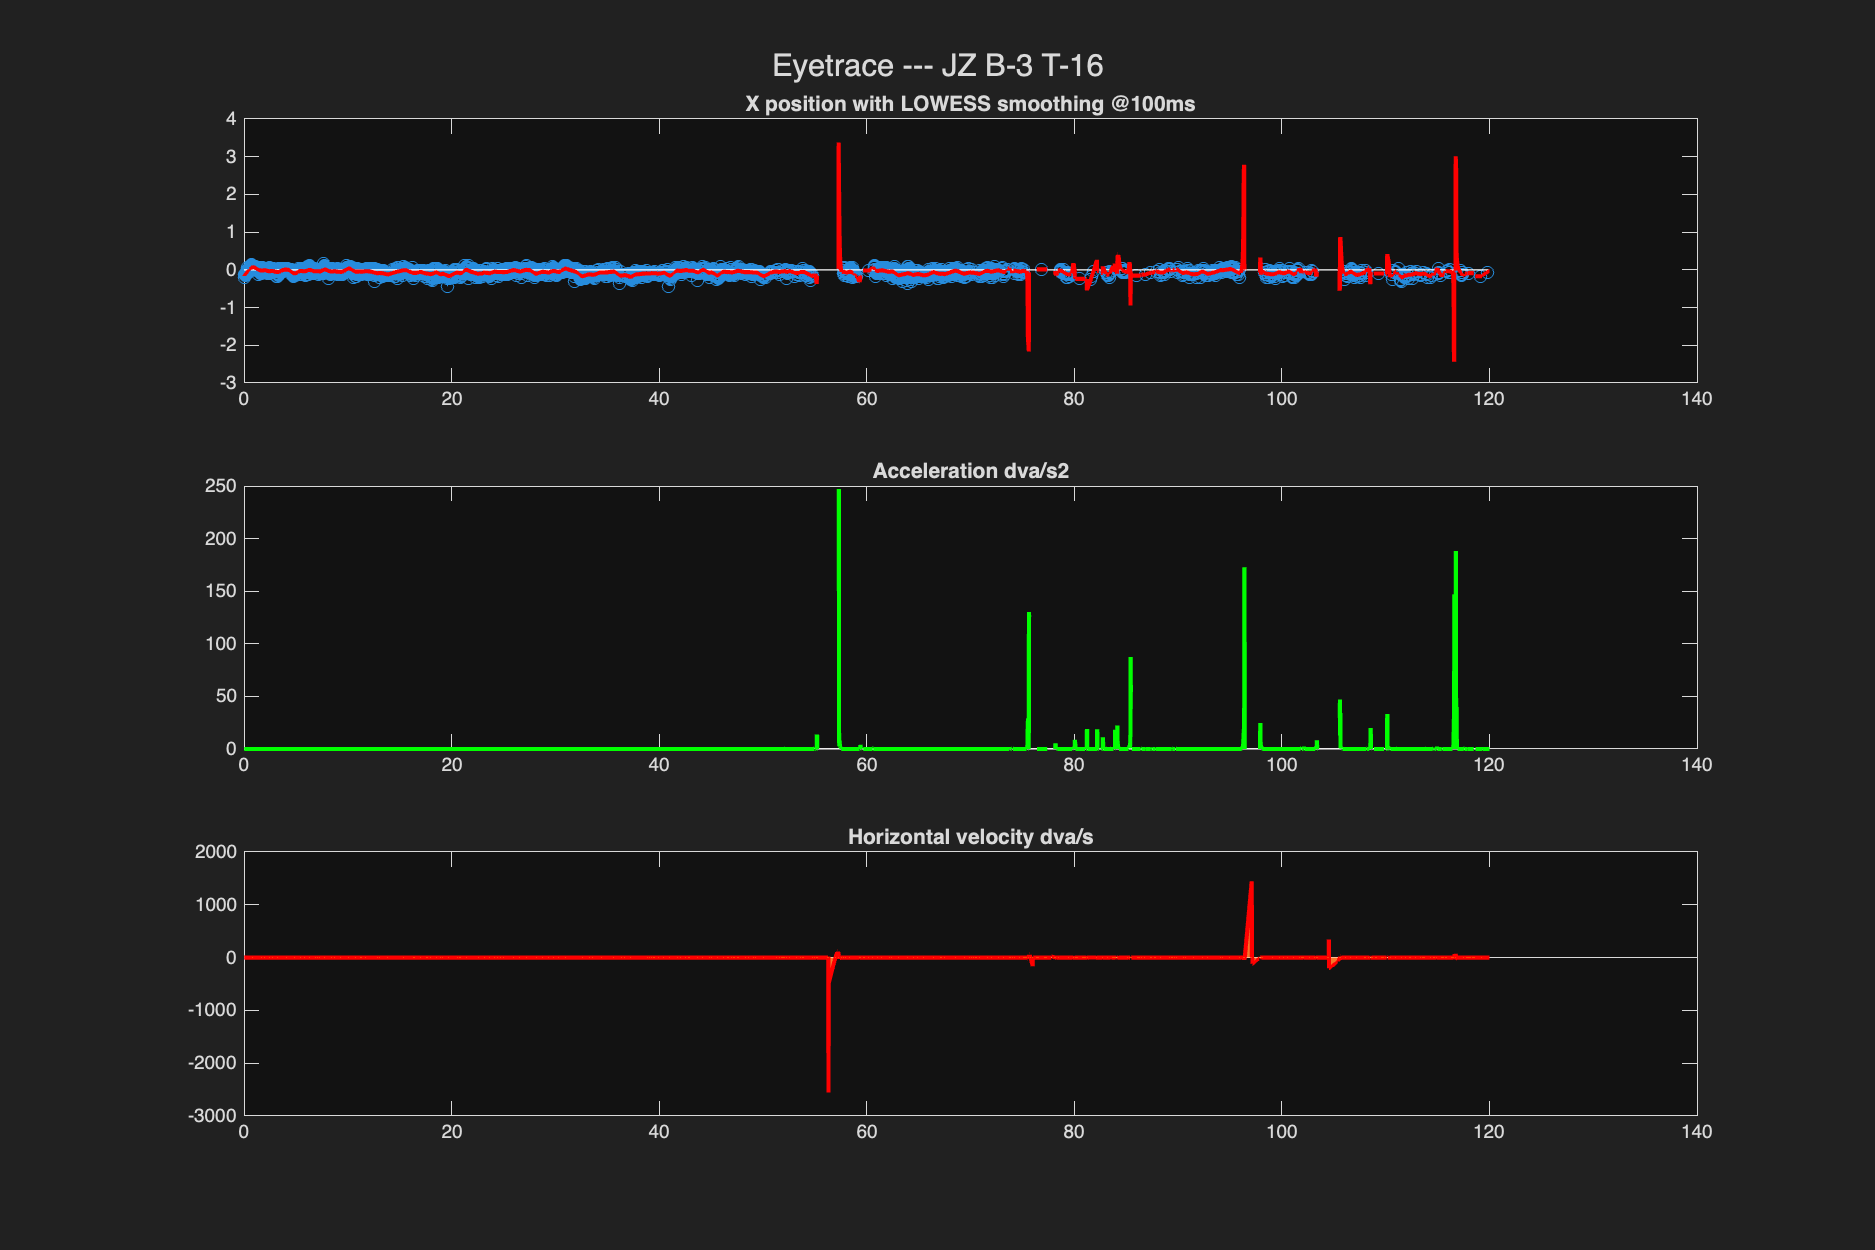 Eyetrace --- JZ B-3 T-16
X position with LOWESS smoothing @100ms
4
3
2
1
0
-1
-2
-3
0 20 40 60 80 100 120 140
Acceleration dva/s2
250
200
150
100
50
0
0 20 40 60 80 100 120 140
Horizontal velocity dva/s
2000
1000
0
-1000
-2000
-3000
0 20 40 60 80 100 120 140